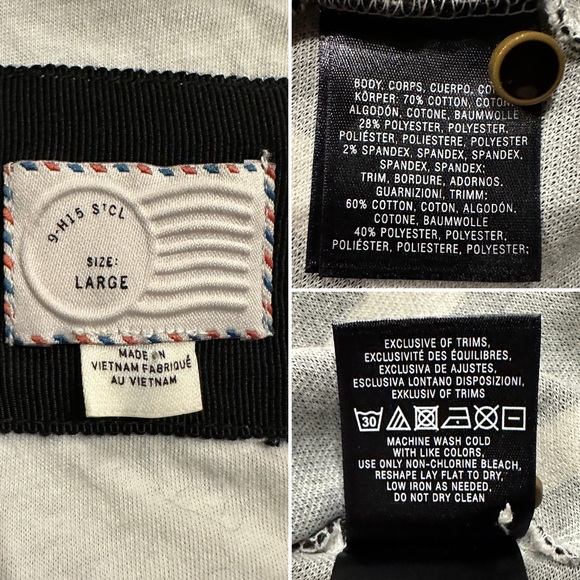 9-H15 STCL
SIZE:
LARGE
MADE IN
VIETNAM FABRIQUÉ
AU VIETNAM
BODY, CORPS, CUERPO,
KÖRPER: 70% COTTON,
ALGODÓN, COTONE, BAUMWOLLE
28% POLYESTER, POLYESTER,
POLIÉSTER, POLIESTERE, POLYESTER
2% SPANDEX, SPANDEX, SPANDEX,
SPANDEX, SPANDEX:
TRIM, BORDURE, ADORNOS.
GUARNIZIONI, TRIMM:
60% COTTON, COTON, ALGODÓN.
COTONE, BAUMWOLLE
40% POLYESTER, POLYESTER,
POLIÉSTER, POLIESTERE, POLYESTER;
EXCLUSIVE OF TRIMS,
EXCLUSIVITÉ DES ÉQUILIBRES,
EXCLUSIVA DE AJUSTES,
ESCLUSIVA LONTANO DISPOSIZIONI,
EXKLUSIV OF TRIMS
30
MACHINE WASH COLD
WITH LIKE COLORS,
USE ONLY NON-CHLORINE BLEACH,
RESHAPE LAY FLAT TO DRY,
LOW IRON AS NEEDED,
DO NOT DRY CLEAN